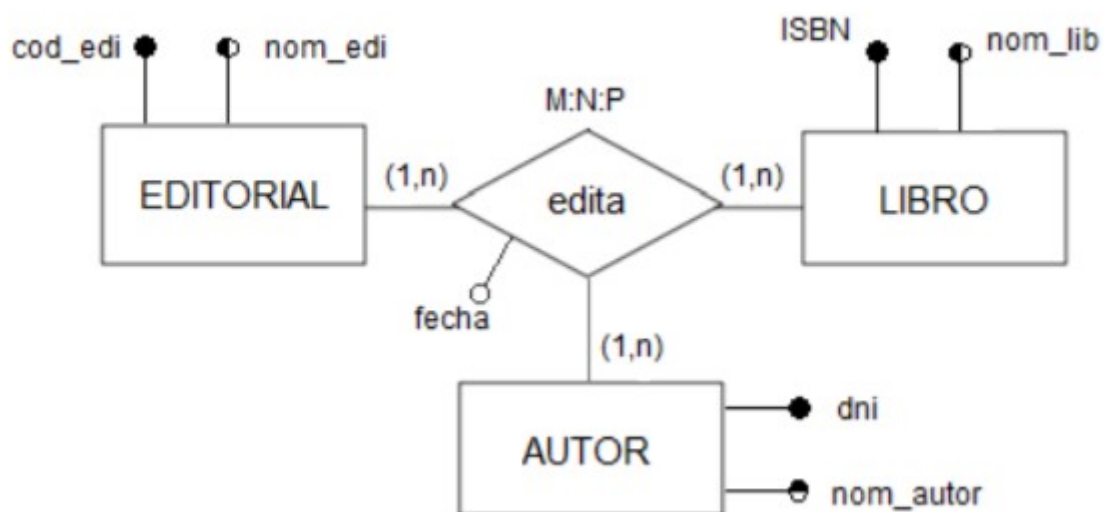 cod_edi
nom_edi
ISBN
nom_lib
M:N:P
EDITORIAL
(1,n)
edita
(1,n)
LIBRO
fecha
(1,n)
AUTOR
dni
nom_autor